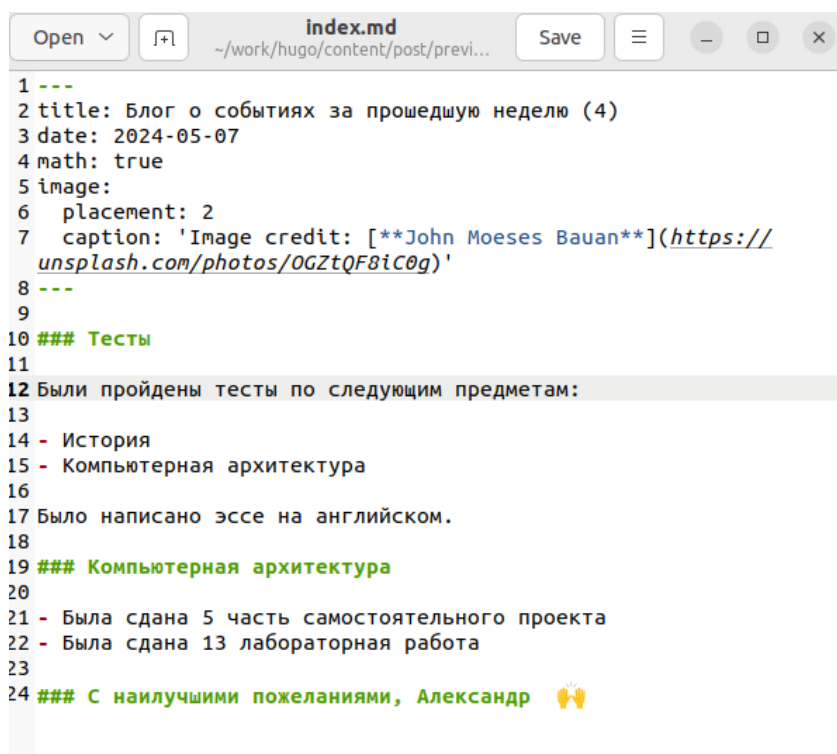 Open
index.md
~/work/hugo/content/post/previ...
Save
1 ---
2 title: Блог о событиях за прошедшую неделю (4)
3 date: 2024-05-07
4 math: true
5 image:
6   placement: 2
7   caption: 'Image credit: [**John Moeses Bauan**](https://
unsplash.com/photos/OGZtQF8iC0g)'
8 ---
9
10 ### Тесты
11
12 Были пройдены тесты по следующим предметам:
13
14 - История
15 - Компьютерная архитектура
16
17 Было написано эссе на английском.
18
19 ### Компьютерная архитектура
20
21 - Была сдана 5 часть самостоятельного проекта
22 - Была сдана 13 лабораторная работа
23
24 ### С наилучшими пожеланиями, Александр 🙌